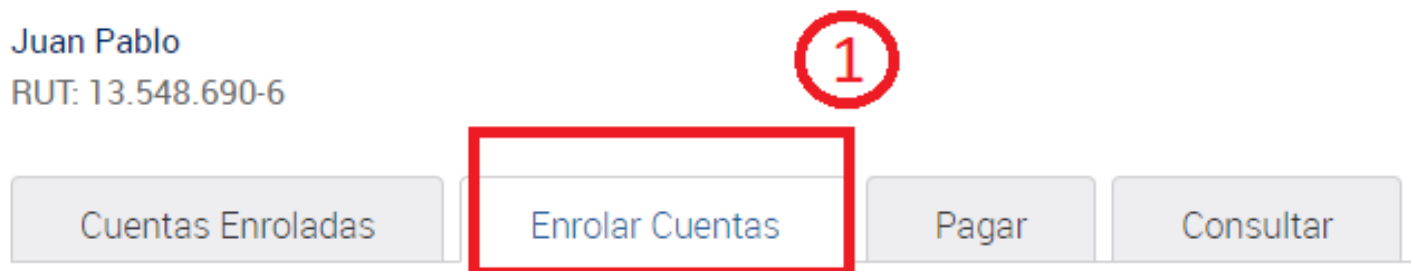 Juan Pablo
1
RUT: 13.548.690-6
Cuentas Enroladas
Enrolar Cuentas
Pagar
Consultar